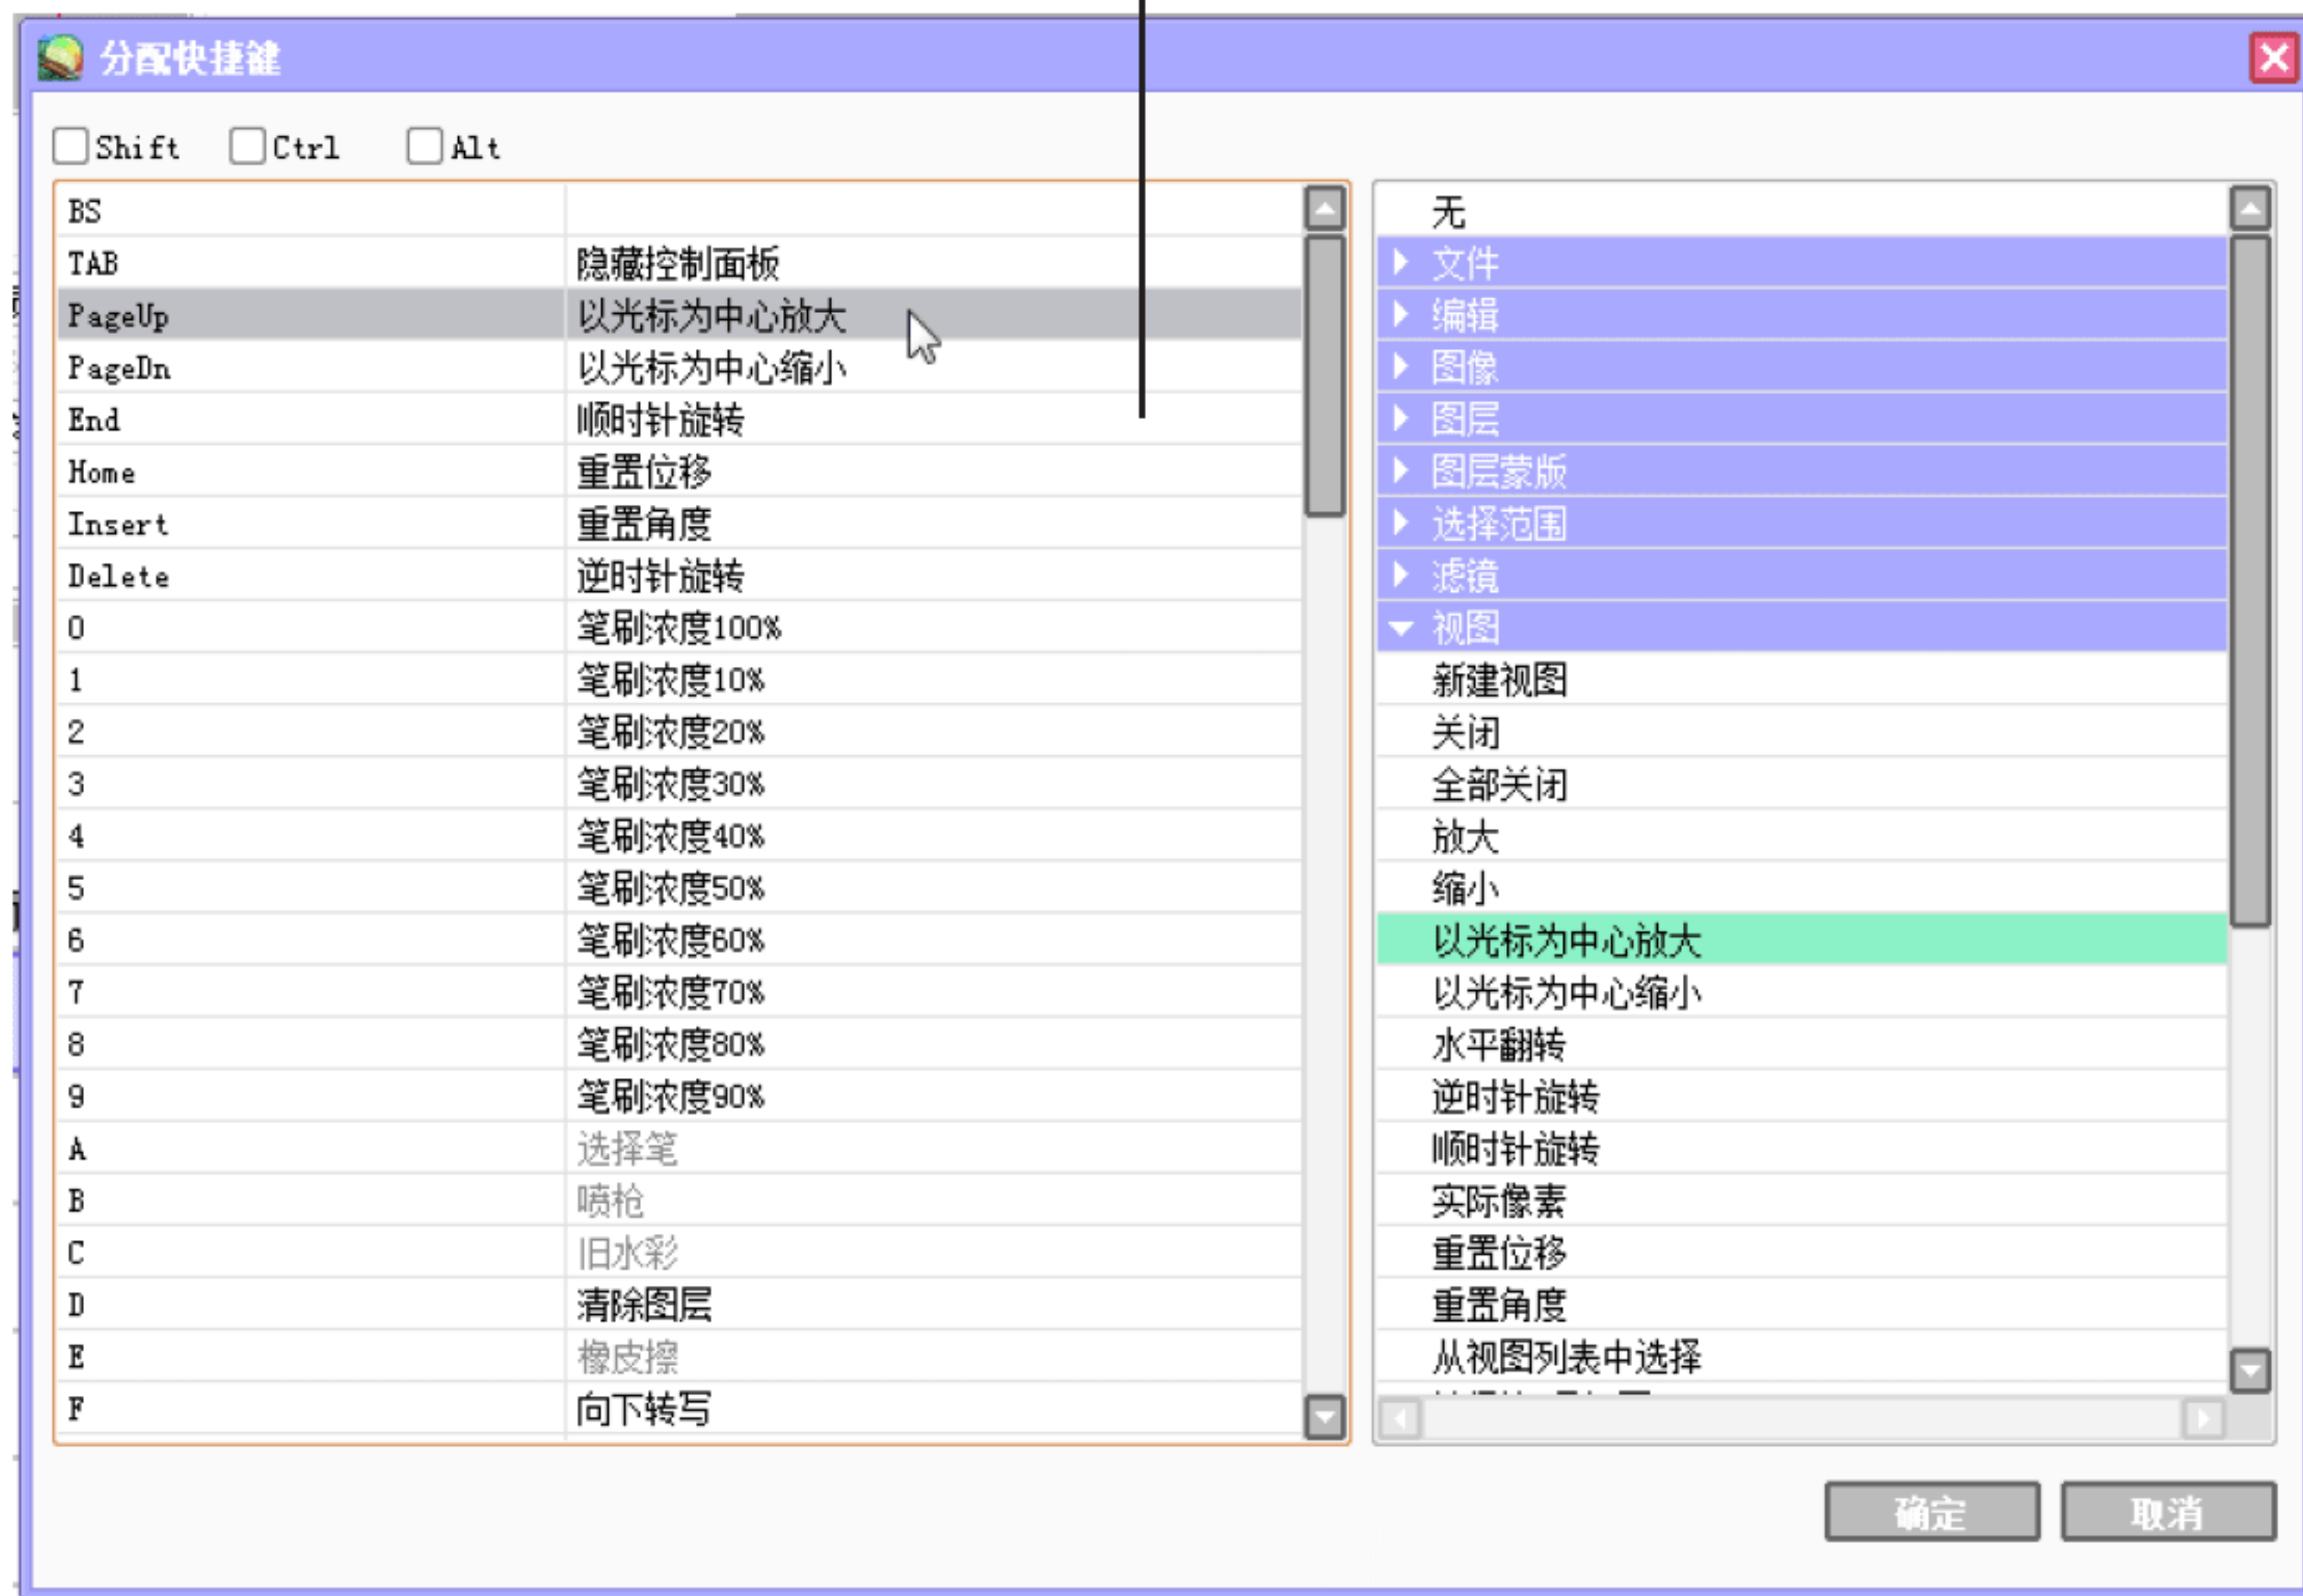 分配快捷键
Shift Ctrl Alt
BS
TAB 隐藏控制面板
PageUp 以光标为中心放大
PageDn 以光标为中心缩小
End 顺时针旋转
Home 重置位移
Insert 重置角度
Delete 逆时针旋转
0 笔刷浓度100%
1 笔刷浓度10%
2 笔刷浓度20%
3 笔刷浓度30%
4 笔刷浓度40%
5 笔刷浓度50%
6 笔刷浓度60%
7 笔刷浓度70%
8 笔刷浓度80%
9 笔刷浓度90%
A 选择笔
B 喷枪
C 旧水彩
D 清除图层
E 橡皮擦
F 向下转写
无
文件
编辑
图像
图层
图层蒙版
选择范围
滤镜
视图
新建视图
关闭
全部关闭
放大
缩小
以光标为中心放大
以光标为中心缩小
水平翻转
逆时针旋转
顺时针旋转
实际像素
重置位移
重置角度
从视图列表中选择
确定 取消